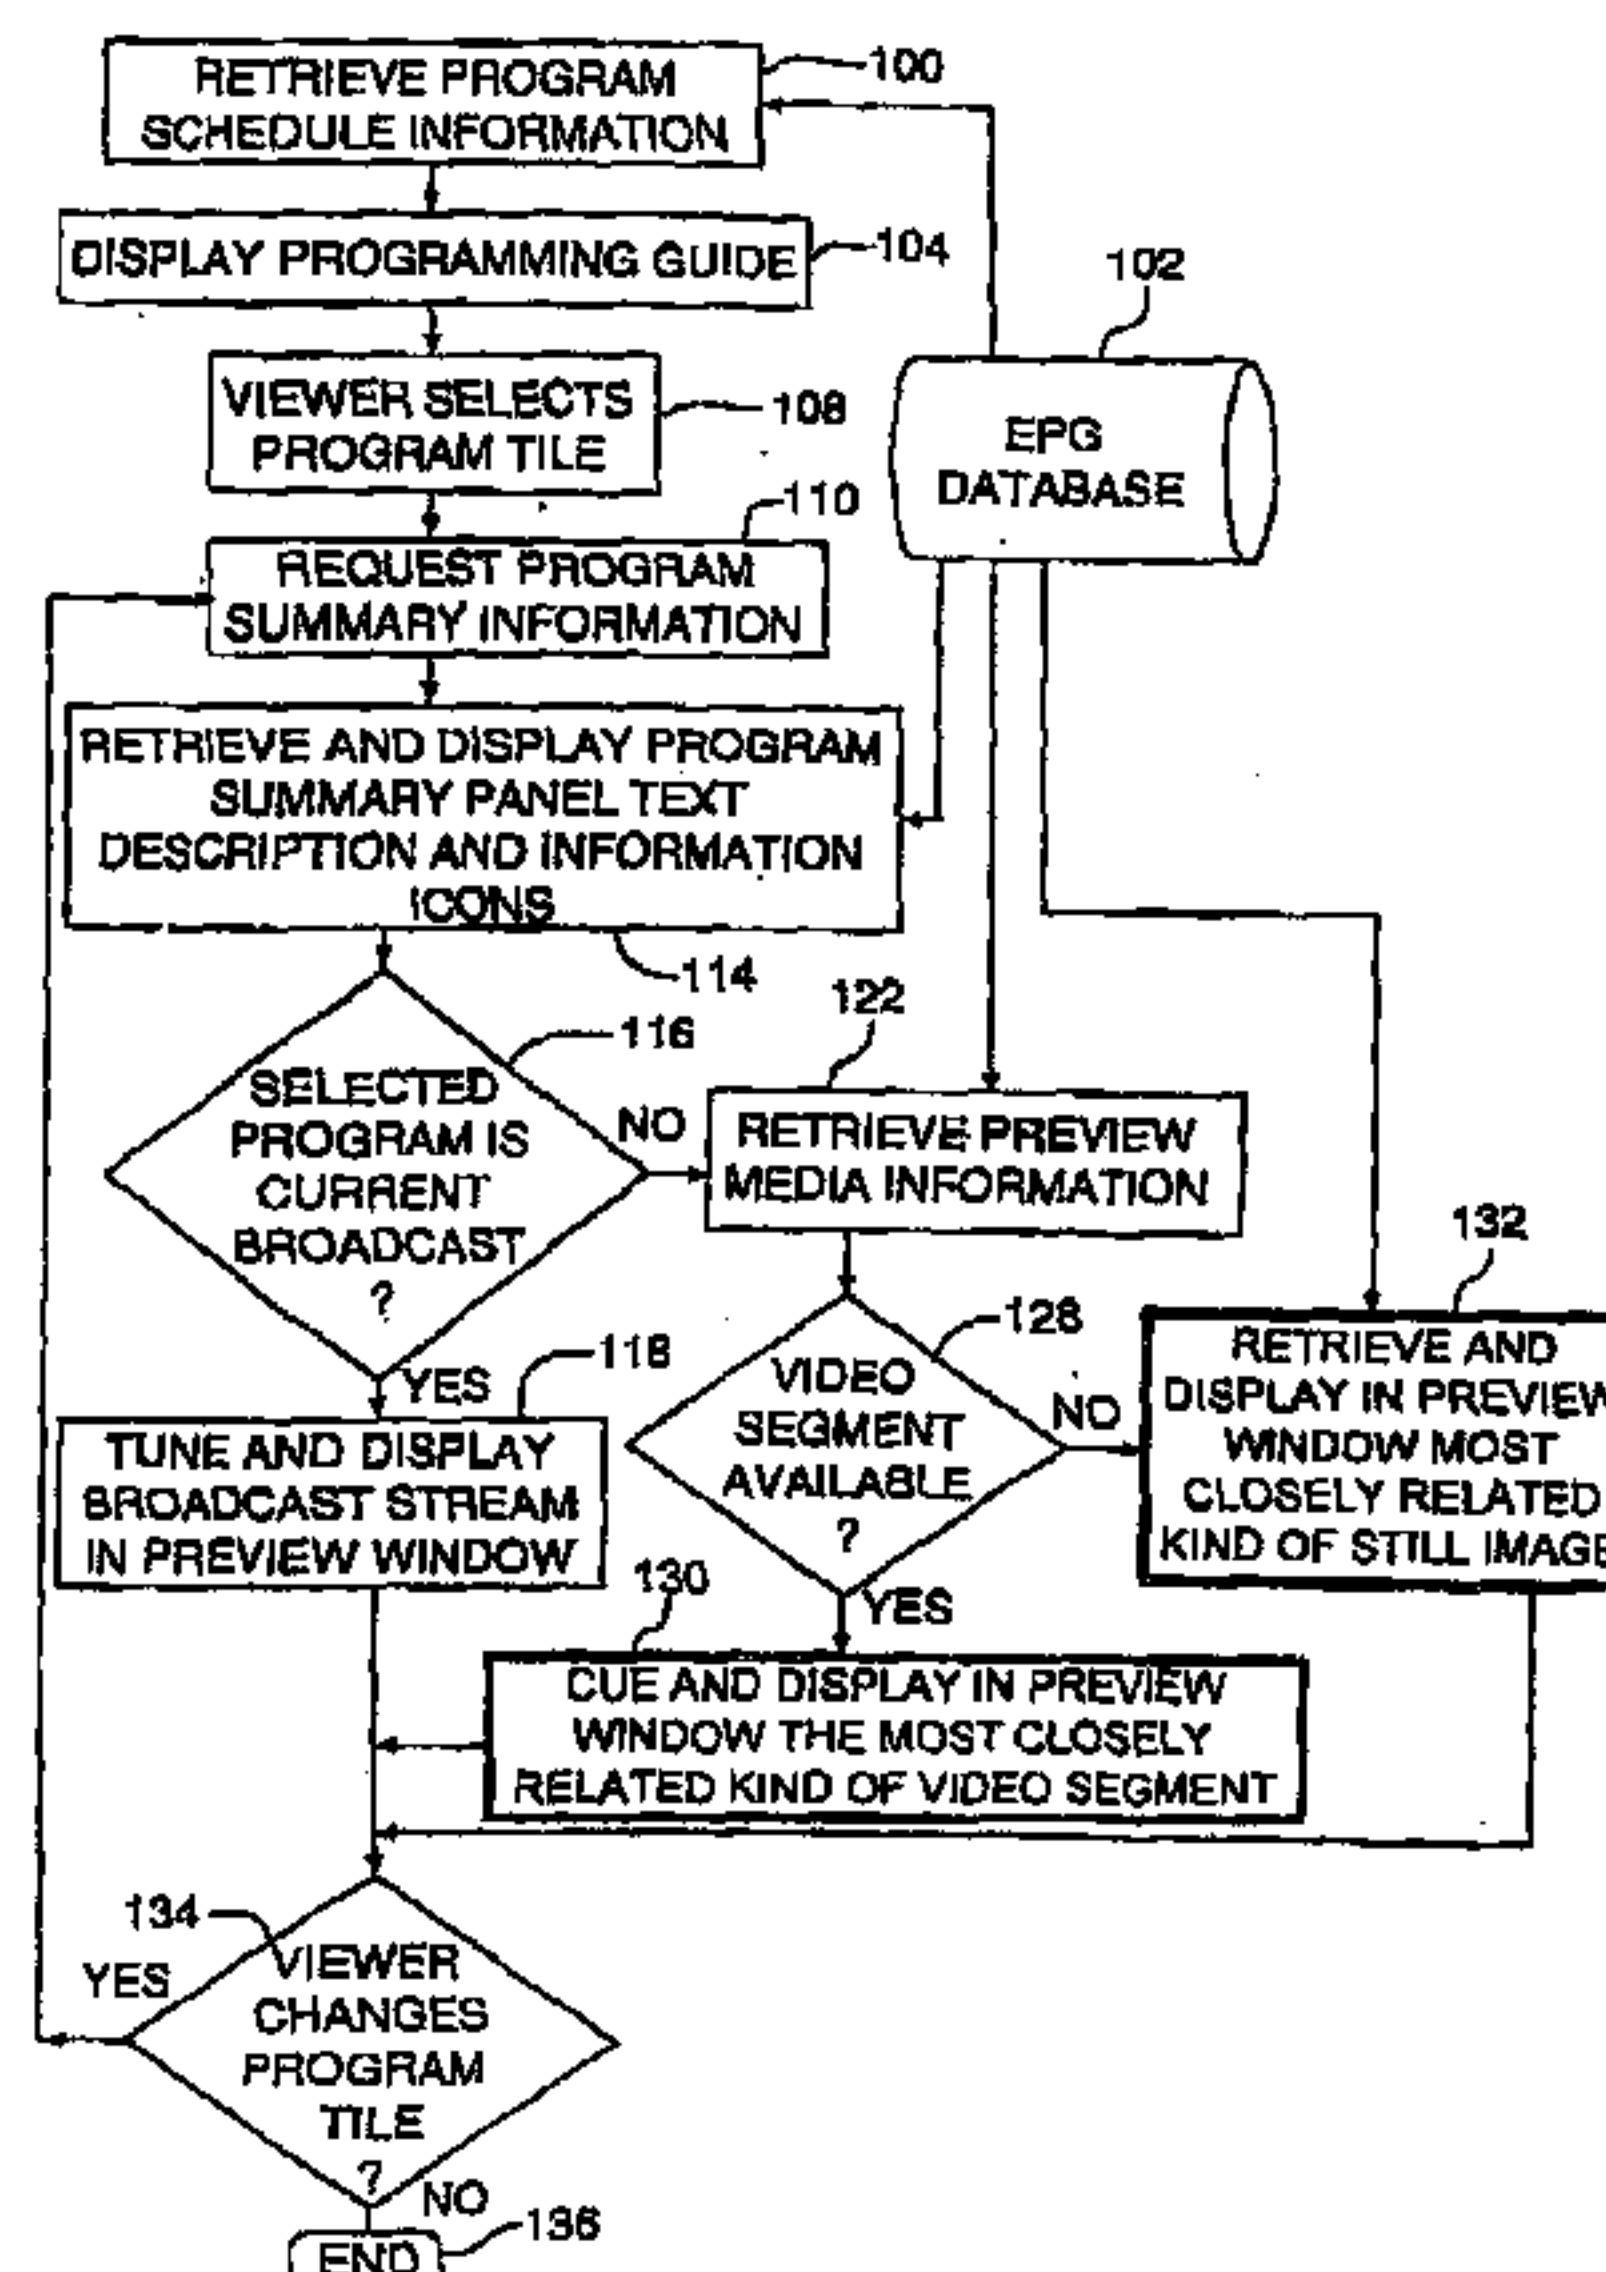 RETRIEVE PROGRAM
SCHEDULE INFORMATION
100
DISPLAY PROGRAMMING GUIDE
104
102
VIEWER SELECTS
PROGRAM TILE
108
EPG
DATABASE
110
REQUEST PROGRAM
SUMMARY INFORMATION
RETRIEVE AND DISPLAY PROGRAM
SUMMARY PANEL TEXT
DESCRIPTION AND INFORMATION
ICONS
114
116
SELECTED
PROGRAM IS
CURRENT
BROADCAST
?
NO
122
RETRIEVE PREVIEW
MEDIA INFORMATION
YES
118
TUNE AND DISPLAY
BROADCAST STREAM
IN PREVIEW WINDOW
128
VIDEO
SEGMENT
AVAILABLE
?
NO
132
RETRIEVE AND
DISPLAY IN PREVIEW
WINDOW MOST
CLOSELY RELATED
KIND OF STILL IMAGE
YES
130
CUE AND DISPLAY IN PREVIEW
WINDOW THE MOST CLOSELY
RELATED KIND OF VIDEO SEGMENT
134
YES
VIEWER
CHANGES
PROGRAM
TILE
?
NO
136
END